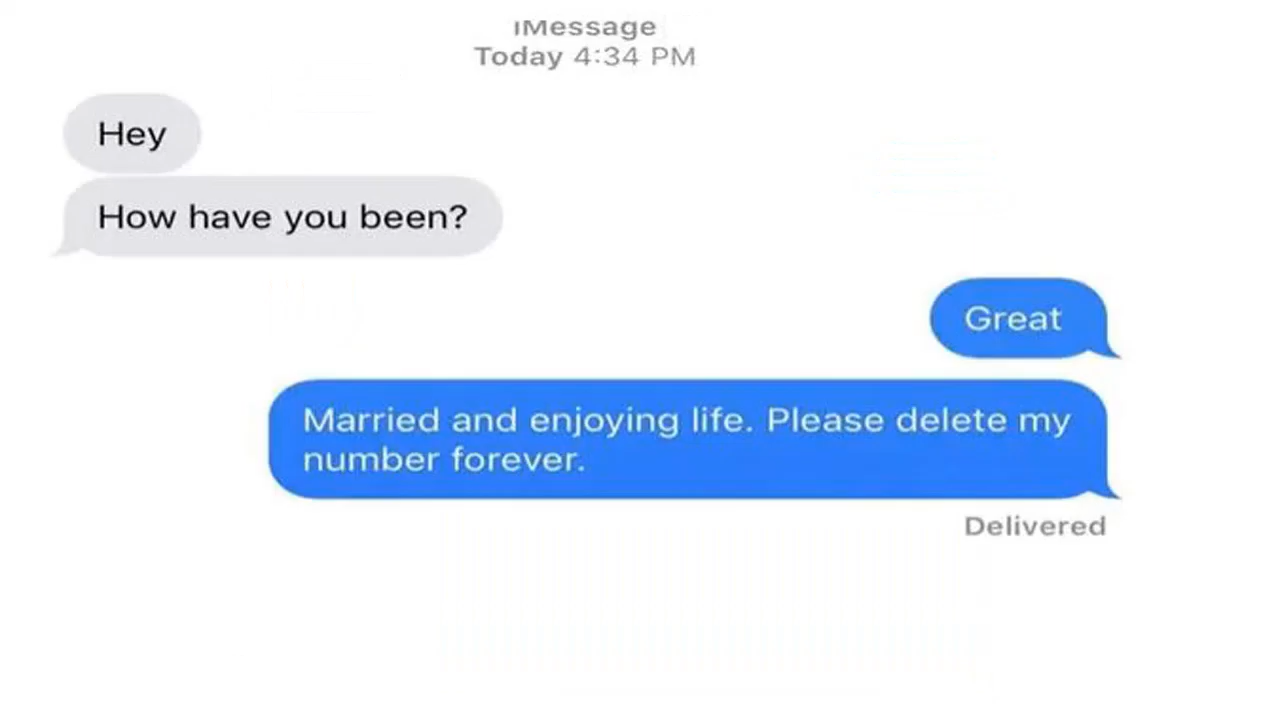 iMessage
Today 4:34 PM
Hey
How have you been?
Great
Married and enjoying life. Please delete my
number forever.
Delivered